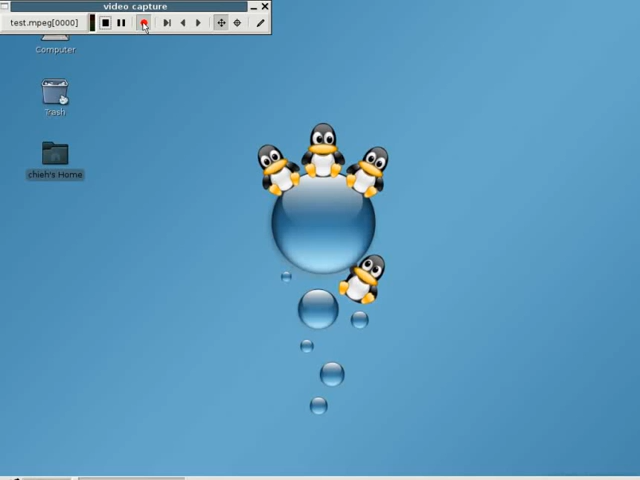 video capture
test.mpeg[0000]
Computer
Trash
chieh's Home